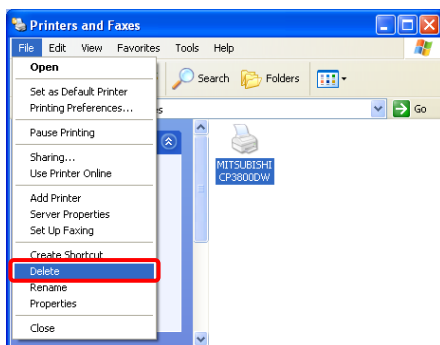 Printers and Faxes
File Edit View Favorites Tools Help
Search Folders
Go
Open
Set as Default Printer
Printing Preferences...
Pause Printing
Sharing...
Use Printer Online
Add Printer
Server Properties
Set Up Faxing
Create Shortcut
Delete
Rename
Properties
Close
MITSUBISHI
CP3800DW